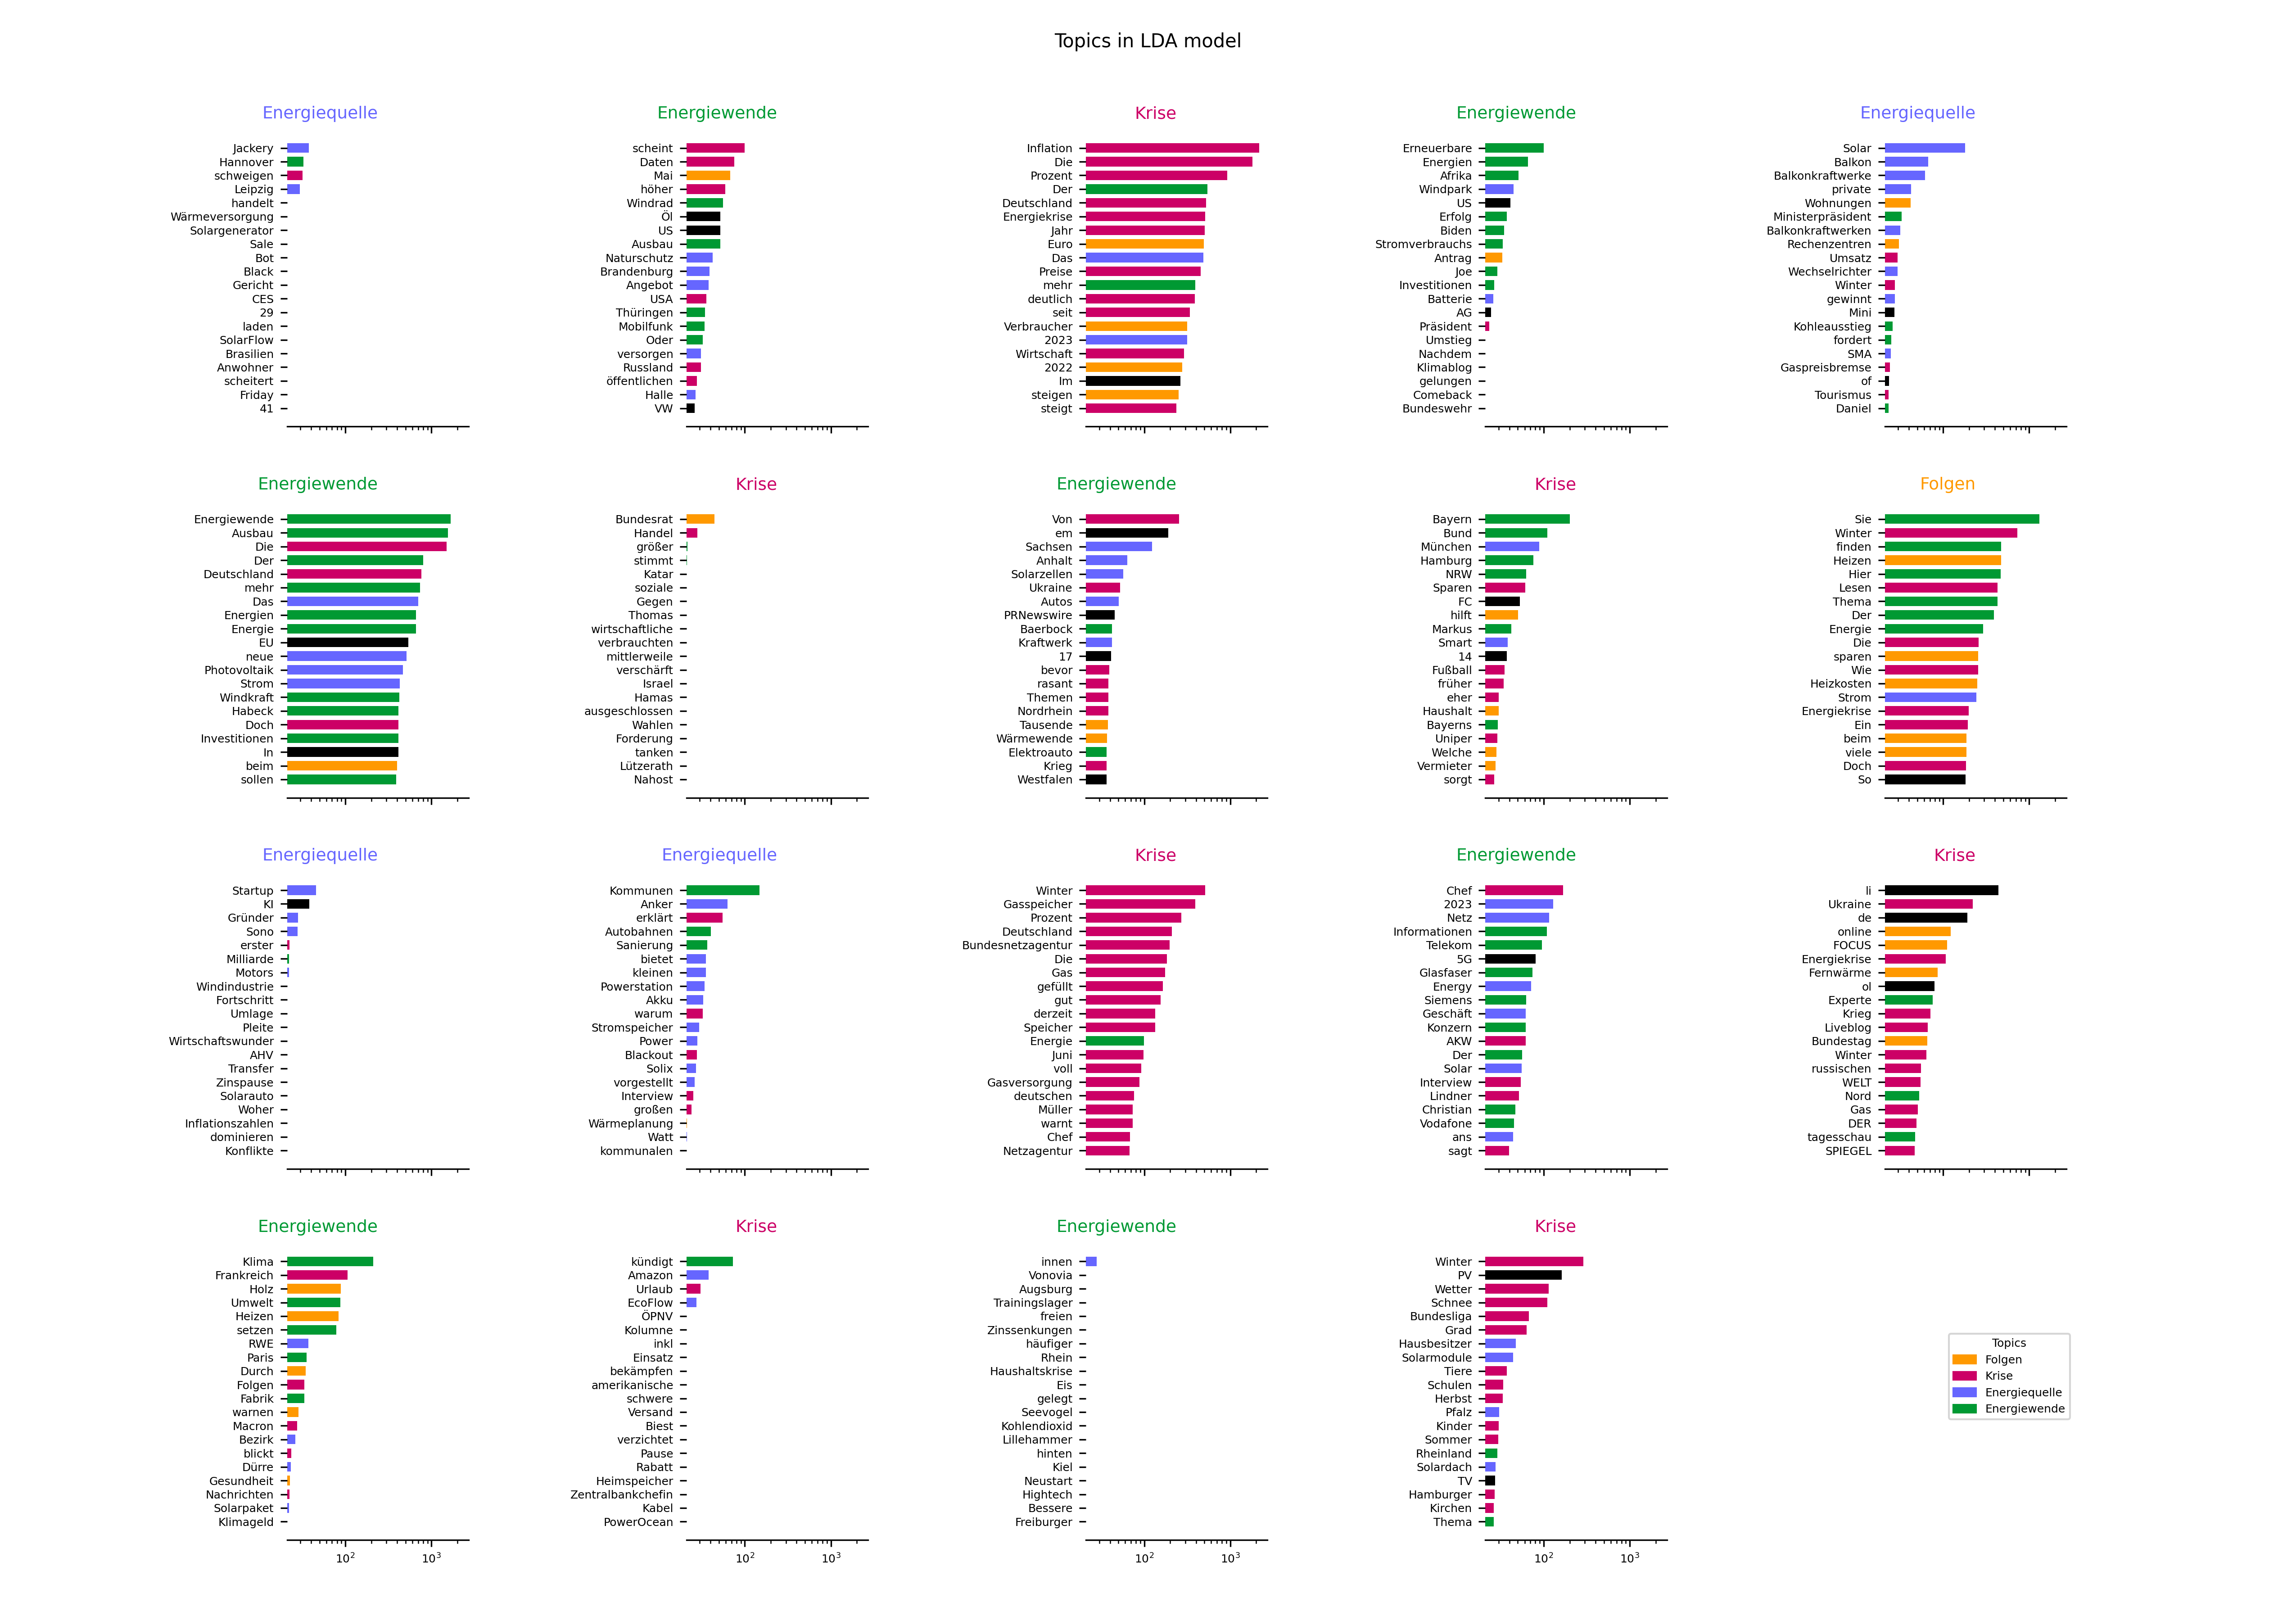 Topics in LDA model
Energiequelle
Jackery
Hannover
schweigen
Leipzig
handelt
Wärmeversorgung
Solargenerator
Sale
Bot
Black
Gericht
CES
29
laden
SolarFlow
Brasilien
Anwohner
scheitert
Friday
41
Energiewende
scheint
Daten
Mai
höher
Windrad
Öl
US
Ausbau
Naturschutz
Brandenburg
Angebot
USA
Thüringen
Mobilfunk
Oder
versorgen
Russland
öffentlichen
Halle
VW
Krise
Inflation
Die
Prozent
Der
Deutschland
Energiekrise
Jahr
Euro
Das
Preise
mehr
deutlich
seit
Verbraucher
2023
Wirtschaft
2022
Im
steigen
steigt
Energiewende
Erneuerbare
Energien
Afrika
Windpark
US
Erfolg
Biden
Stromverbrauchs
Antrag
Joe
Investitionen
Batterie
AG
Präsident
Umstieg
Nachdem
Klimablog
gelungen
Comeback
Bundeswehr
Energiequelle
Solar
Balkon
Balkonkraftwerke
private
Wohnungen
Ministerpräsident
Balkonkraftwerken
Rechenzentren
Umsatz
Wechselrichter
Winter
gewinnt
Mini
Kohleausstieg
fordert
SMA
Gaspreisbremse
of
Tourismus
Daniel
Energiewende
Energiewende
Ausbau
Die
Der
Deutschland
mehr
Das
Energien
Energie
EU
neue
Photovoltaik
Strom
Windkraft
Habeck
Doch
Investitionen
In
beim
sollen
Krise
Bundesrat
Handel
größer
stimmt
Katar
soziale
Gegen
Thomas
wirtschaftliche
verbrauchten
mittlerweile
verschärft
Israel
Hamas
ausgeschlossen
Wahlen
Forderung
tanken
Lützerath
Nahost
Energiewende
Von
em
Sachsen
Anhalt
Solarzellen
Ukraine
Autos
PRNewswire
Baerbock
Kraftwerk
17
bevor
rasant
Themen
Nordrhein
Tausende
Wärmewende
Elektroauto
Krieg
Westfalen
Krise
Bayern
Bund
München
Hamburg
NRW
Sparen
FC
hilft
Markus
Smart
14
Fußball
früher
eher
Haushalt
Bayerns
Uniper
Welche
Vermieter
sorgt
Folgen
Sie
Winter
finden
Heizen
Hier
Lesen
Thema
Der
Energie
Die
sparen
Wie
Heizkosten
Strom
Energiekrise
Ein
beim
viele
Doch
So
Energiequelle
Startup
KI
Gründer
Sono
erster
Milliarde
Motors
Windindustrie
Fortschritt
Umlage
Pleite
Wirtschaftswunder
AHV
Transfer
Zinspause
Solarauto
Woher
Inflationszahlen
dominieren
Konflikte
Energiequelle
Kommunen
Anker
erklärt
Autobahnen
Sanierung
bietet
kleinen
Powerstation
Akku
warum
Stromspeicher
Power
Blackout
Solix
vorgestellt
Interview
großen
Wärmeplanung
Watt
kommunalen
Krise
Winter
Gasspeicher
Prozent
Deutschland
Bundesnetzagentur
Die
Gas
gefüllt
gut
derzeit
Speicher
Energie
Juni
voll
Gasversorgung
deutschen
Müller
warnt
Chef
Netzagentur
Energiewende
Chef
2023
Netz
Informationen
Telekom
5G
Glasfaser
Energy
Siemens
Geschäft
Konzern
AKW
Der
Solar
Interview
Lindner
Christian
Vodafone
ans
sagt
Krise
li
Ukraine
de
online
FOCUS
Energiekrise
Fernwärme
ol
Experte
Krieg
Liveblog
Bundestag
Winter
russischen
WELT
Nord
Gas
DER
tagesschau
SPIEGEL
Energiewende
Klima
Frankreich
Holz
Umwelt
Heizen
setzen
RWE
Paris
Durch
Folgen
Fabrik
warnen
Macron
Bezirk
blickt
Dürre
Gesundheit
Nachrichten
Solarpaket
Klimageld
10²
10³
Krise
kündigt
Amazon
Urlaub
EcoFlow
ÖPNV
Kolumne
inkl
Einsatz
bekämpfen
amerikanische
schwere
Versand
Biest
verzichtet
Pause
Rabatt
Heimspeicher
Zentralbankchefin
Kabel
PowerOcean
10²
10³
Energiewende
innen
Vonovia
Augsburg
Trainingslager
freien
Zinssenkungen
häufiger
Rhein
Haushaltskrise
Eis
gelegt
Seevogel
Kohlendioxid
Lillehammer
hinten
Kiel
Neustart
Hightech
Bessere
Freiburger
10²
10³
Krise
Winter
PV
Wetter
Schnee
Bundesliga
Grad
Hausbesitzer
Solarmodule
Tiere
Schulen
Herbst
Pfalz
Kinder
Sommer
Rheinland
Solardach
TV
Hamburger
Kirchen
Thema
10²
10³
Topics
Folgen
Krise
Energiequelle
Energiewende